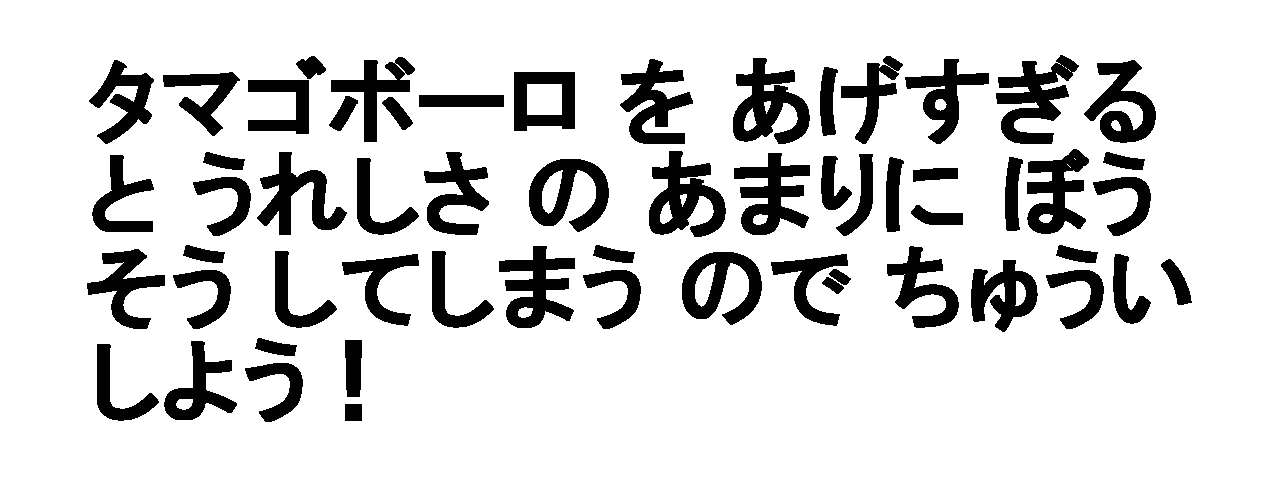 タマゴボーロ を あげすぎる
と うれしさ の あまりに ぼう
そう してしまう ので ちゅうい
しよう！